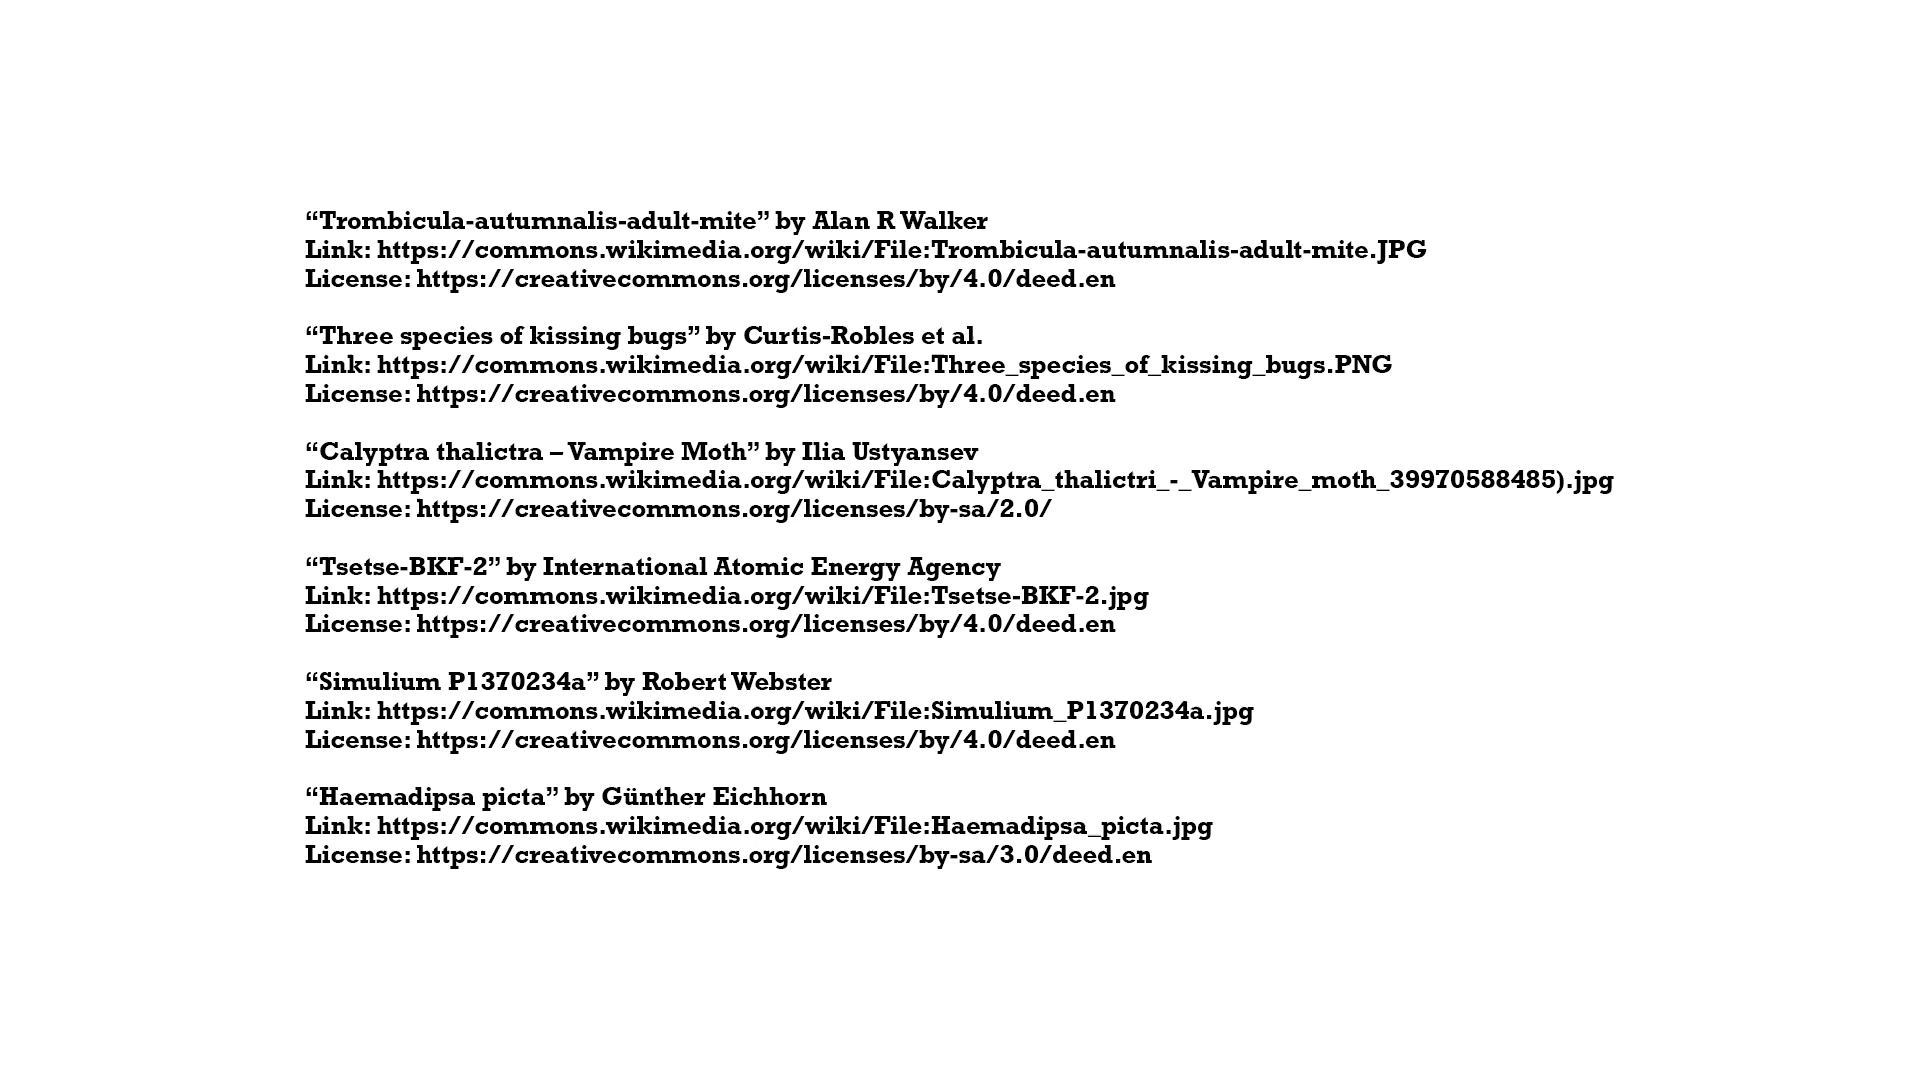 “Trombicula-autumnalis-adult-mite” by Alan R Walker
Link: https://commons.wikimedia.org/wiki/File:Trombicula-autumnalis-adult-mite.JPG
License: https://creativecommons.org/licenses/by/4.0/deed.en
“Three species of kissing bugs” by Curtis-Robles et al.
Link: https://commons.wikimedia.org/wiki/File:Three_species_of_kissing_bugs.PNG
License: https://creativecommons.org/licenses/by/4.0/deed.en
“Calyptra thalictra – Vampire Moth” by Ilia Ustyansev
Link: https://commons.wikimedia.org/wiki/File:Calyptra_thalictri_-_Vampire_moth_39970588485).jpg
License: https://creativecommons.org/licenses/by-sa/2.0/
“Tsetse-BKF-2” by International Atomic Energy Agency
Link: https://commons.wikimedia.org/wiki/File:Tsetse-BKF-2.jpg
License: https://creativecommons.org/licenses/by/4.0/deed.en
“Simulium P1370234a” by Robert Webster
Link: https://commons.wikimedia.org/wiki/File:Simulium_P1370234a.jpg
License: https://creativecommons.org/licenses/by/4.0/deed.en
“Haemadipsa picta” by Günther Eichhorn
Link: https://commons.wikimedia.org/wiki/File:Haemadipsa_picta.jpg
License: https://creativecommons.org/licenses/by-sa/3.0/deed.en